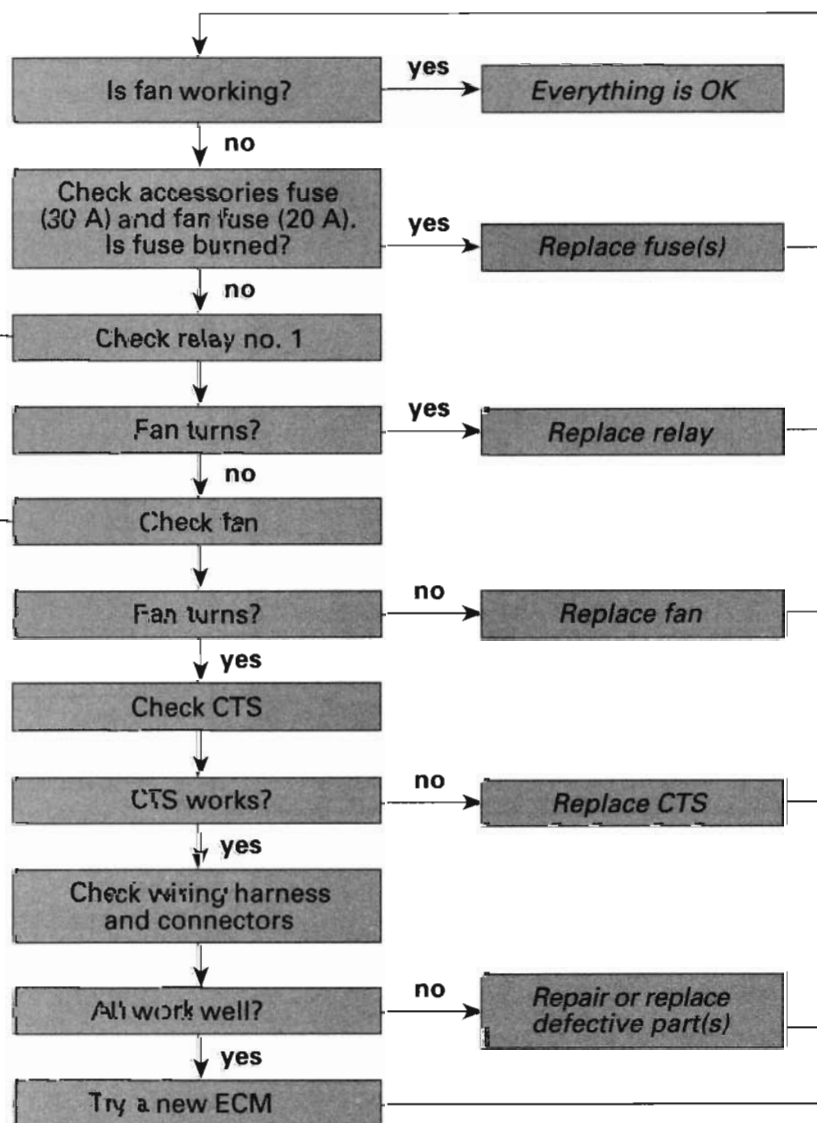 Is fan working?
yes
Everything is OK
no
Check accessories fuse
(30 A) and fan fuse (20 A).
Is fuse burned?
yes
Replace fuse(s)
no
Check relay no. 1
Fan turns?
yes
Replace relay
no
Check fan
Fan turns?
no
Replace fan
yes
Check CTS
CTS works?
no
Replace CTS
yes
Check wiring harness
and connectors
All work well?
no
Repair or replace
defective part(s)
yes
Try a new ECM